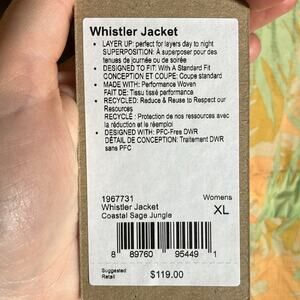 Whistler Jacket
• LAYER UP: perfect for layers day to night
SUPERPOSITION: À superposer pour des
tenues de journée ou de soirée
• DESIGNED TO FIT: With A Standard Fit
CONCEPTION ET COUPE: Coupe standard
• MADE WITH: Performance Woven
FAIT DE: Tissu tissé performance
• RECYCLED: Reduce & Reuse to Respect our
Resources
RECYCLÉ : Protection de nos ressources avec
la réduction et le réemploi
• DESIGNED WITH: PFC-Free DWR
DÉTAIL DE CONCEPTION: Traitement DWR
sans PFC
1967731
Womens
Whistler Jacket
XL
Coastal Sage Jungle
8 89760 95449 1
Suggested
Retail
$119.00